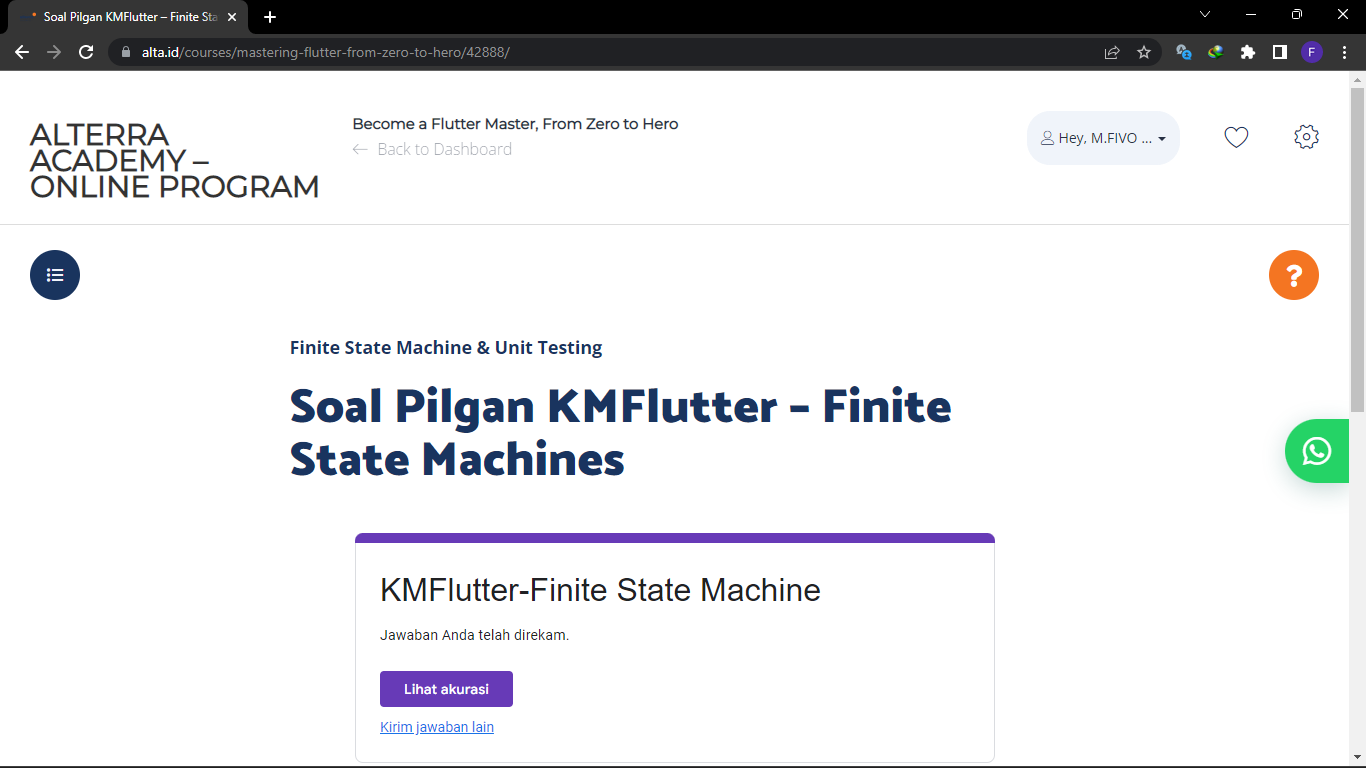 Soal Pilgan KMFlutter – Finite Sta
alta.id/courses/mastering-flutter-from-zero-to-hero/42888/
F
ALTERRA
ACADEMY –
ONLINE PROGRAM
Become a Flutter Master, From Zero to Hero
← Back to Dashboard
Hey, M.FIVO ...
?
Finite State Machine & Unit Testing
Soal Pilgan KMFlutter – Finite
State Machines
KMFlutter-Finite State Machine
Jawaban Anda telah direkam.
Lihat akurasi
Kirim jawaban lain